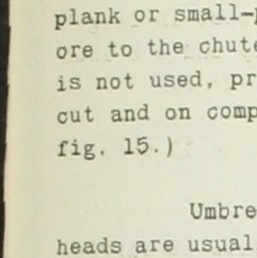 plank or small-
ore to the chute
is not used, pr
cut and on comp
fig. 15.)
Umbre
heads are usual